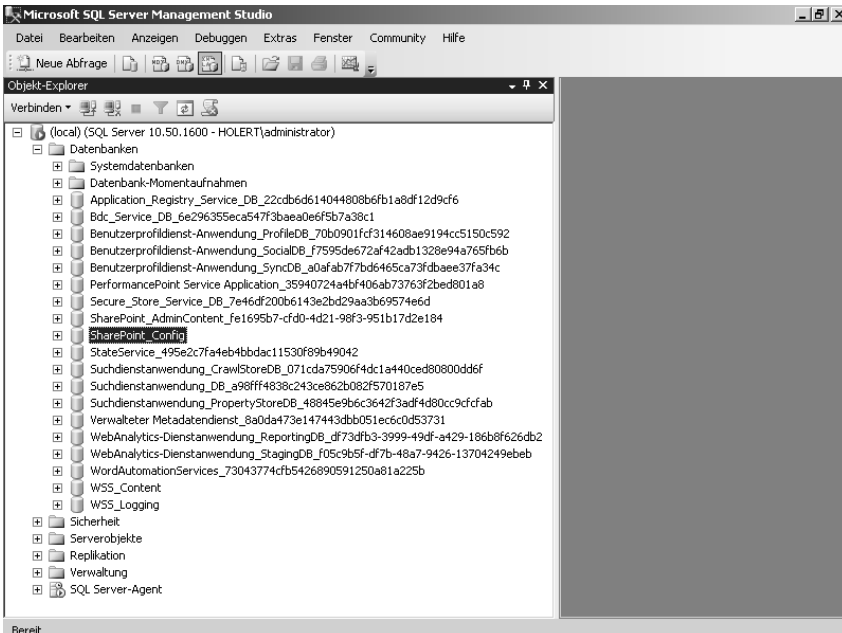 Microsoft SQL Server Management Studio
Datei Bearbeiten Anzeigen Debuggen Extras Fenster Community Hilfe
Neue Abfrage
Objekt-Explorer
Verbinden
(local) (SQL Server 10.50.1600 - HOLERT\administrator)
Datenbanken
Systemdatenbanken
Datenbank-Momentaufnahmen
Application_Registry_Service_DB_22cdb6d614044808b6fb1a8df12d9cf6
Bdc_Service_DB_6e296355eca547f3baea0e6f5b7a38c1
Benutzerprofildienst-Anwendung_ProfileDB_70b0901fcf314608ae9194cc5150c592
Benutzerprofildienst-Anwendung_SocialDB_f7595de672af42adb1328e94a765fb6b
Benutzerprofildienst-Anwendung_SyncDB_a0afab7f7bd6465ca73fdbaee37fa34c
PerformancePoint Service Application_35940724a4bf406ab73763f2bed801a8
Secure_Store_Service_DB_7e46df200b6143e2bd29aa3b69574e6d
SharePoint_AdminContent_fe1695b7-cfd0-4d21-98f3-951b17d2e184
SharePoint_Config
StateService_495e2c7fa4eb4bbdac11530f89b49042
Suchdienstanwendung_CrawlStoreDB_071cda75906f4dc1a440ced80800dd6f
Suchdienstanwendung_DB_a98fff4838c243ce862b082f570187e5
Suchdienstanwendung_PropertyStoreDB_48845e9b6c3642f3adf4d80cc9cfcfab
Verwalteter Metadatendienst_8a0da473e147443dbb051ec6c0d53731
WebAnalytics-Dienstanwendung_ReportingDB_df73dfb3-3999-49df-a429-186b8f626db2
WebAnalytics-Dienstanwendung_StagingDB_f05c9b5f-df7b-48a7-9426-13704249ebeb
WordAutomationServices_73043774cfb5426890591250a81a225b
WSS_Content
WSS_Logging
Sicherheit
Serverobjekte
Replikation
Verwaltung
SQL Server-Agent
Bereit